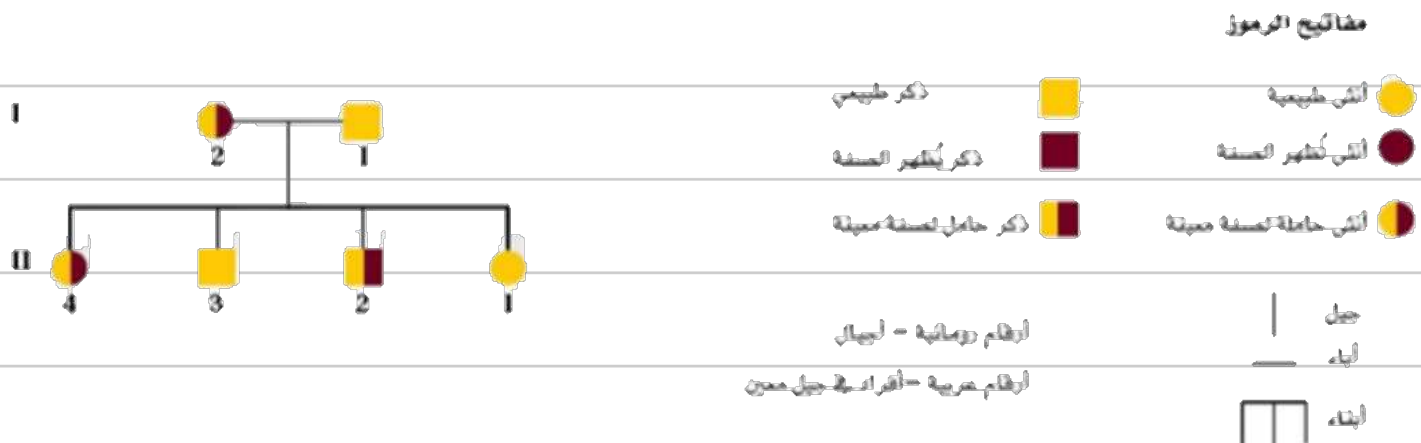 مفاتيح الرموز
أنثى طبيعية
ذكر طبيعي
أنثى تُظهر الصفة
ذكر يُظهر الصفة
أنثى حاملة لصفة معينة
ذكر حامل لصفة معينة
جيل
آباء
أبناء
أرقام رومانية - أجيال
أرقام عربية - أفراد في جيل معين
I
2 1
II
4 3 2 1